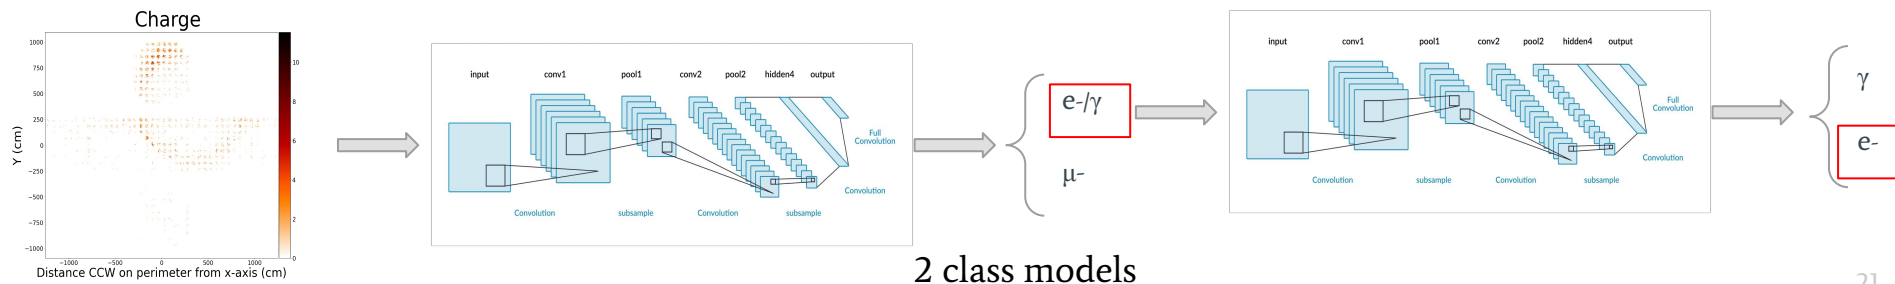 Charge
Y (cm)
1000
750
500
250
0
−250
−500
−750
−1000
−1000 −500 0 500 1000
Distance CCW on perimeter from x-axis (cm)
10
8
6
4
2
0
input conv1 pool1 conv2 pool2 hidden4 output
Full
Convolution
Convolution
Convolution subsample Convolution subsample
e-/γ
μ-
input conv1 pool1 conv2 pool2 hidden4 output
Full
Convolution
Convolution
Convolution subsample Convolution subsample
γ
e-
2 class models
21